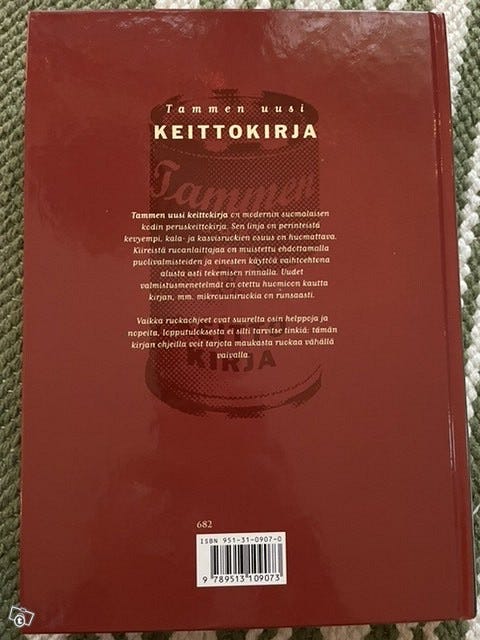 Tammen uusi
KEITTOKIRJA
Tammen
Tammen uusi keittokirja on modernin suomalaisen
kodin peruskeittokirja. Sen linja on perinteistä
kevyempi, kala- ja kasvisruokien osuus on huomattava.
Kiireistä ruoanlaittajaa on muistettu ehdottamalla
puolivalmisteiden ja einesten käyttöä vaihtoehtona
alusta asti tekemisen rinnalla. Uudet
valmistusmenetelmät on otettu huomioon kautta
kirjan, mm. mikrouuniruokia on runsaasti.
Vaikka ruokaohjeet ovat suurelta osin helppoja ja
nopeita, lopputuloksesta ei silti tarvitse tinkiä: tämän
kirjan ohjeilla voit tarjota maukasta ruokaa vähällä
vaivalla.
KIRJA
682
ISBN 951-31-0907-0
9 789513 109073